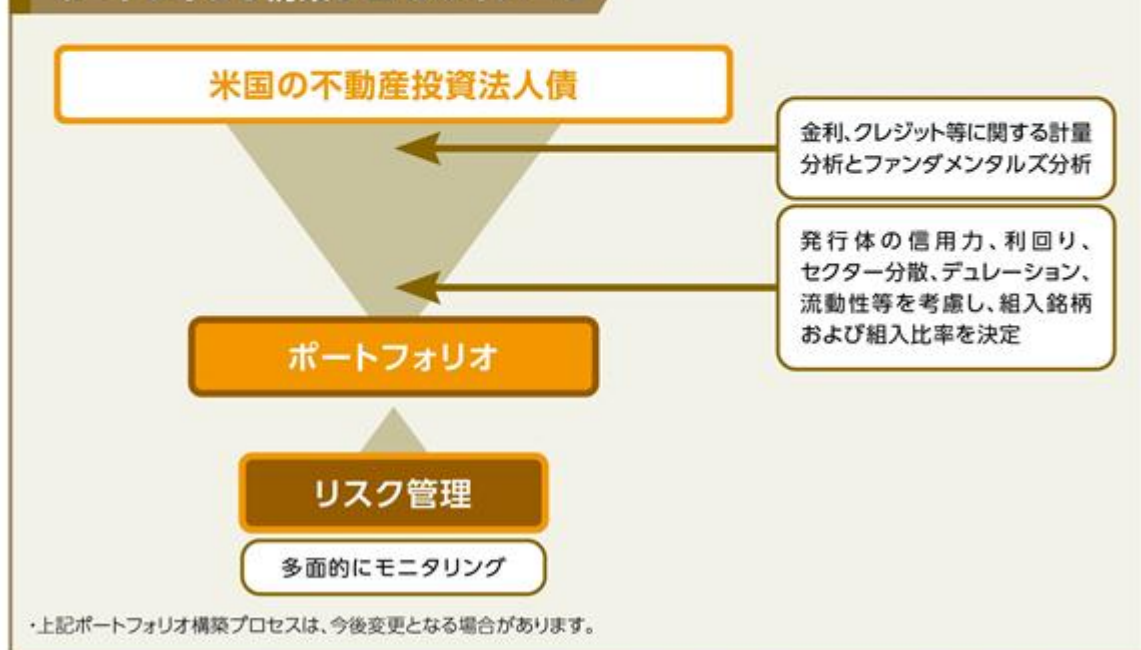 米国の不動産投資法人債
金利、クレジット等に関する計量
分析とファンダメンタルズ分析
発行体の信用力、利回り、
セクター分散、デュレーション、
流動性等を考慮し、組入銘柄
および組入比率を決定
ポートフォリオ
リスク管理
多面的にモニタリング
・上記ポートフォリオ構築プロセスは、今後変更となる場合があります。